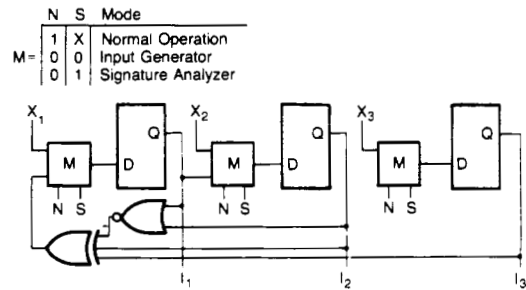 N S Mode
1 X Normal Operation
M = 0 0 Input Generator
0 1 Signature Analyzer
X1 X2 X3
Q Q Q
M D M D M D
N S N S N S
I1 I2 I3